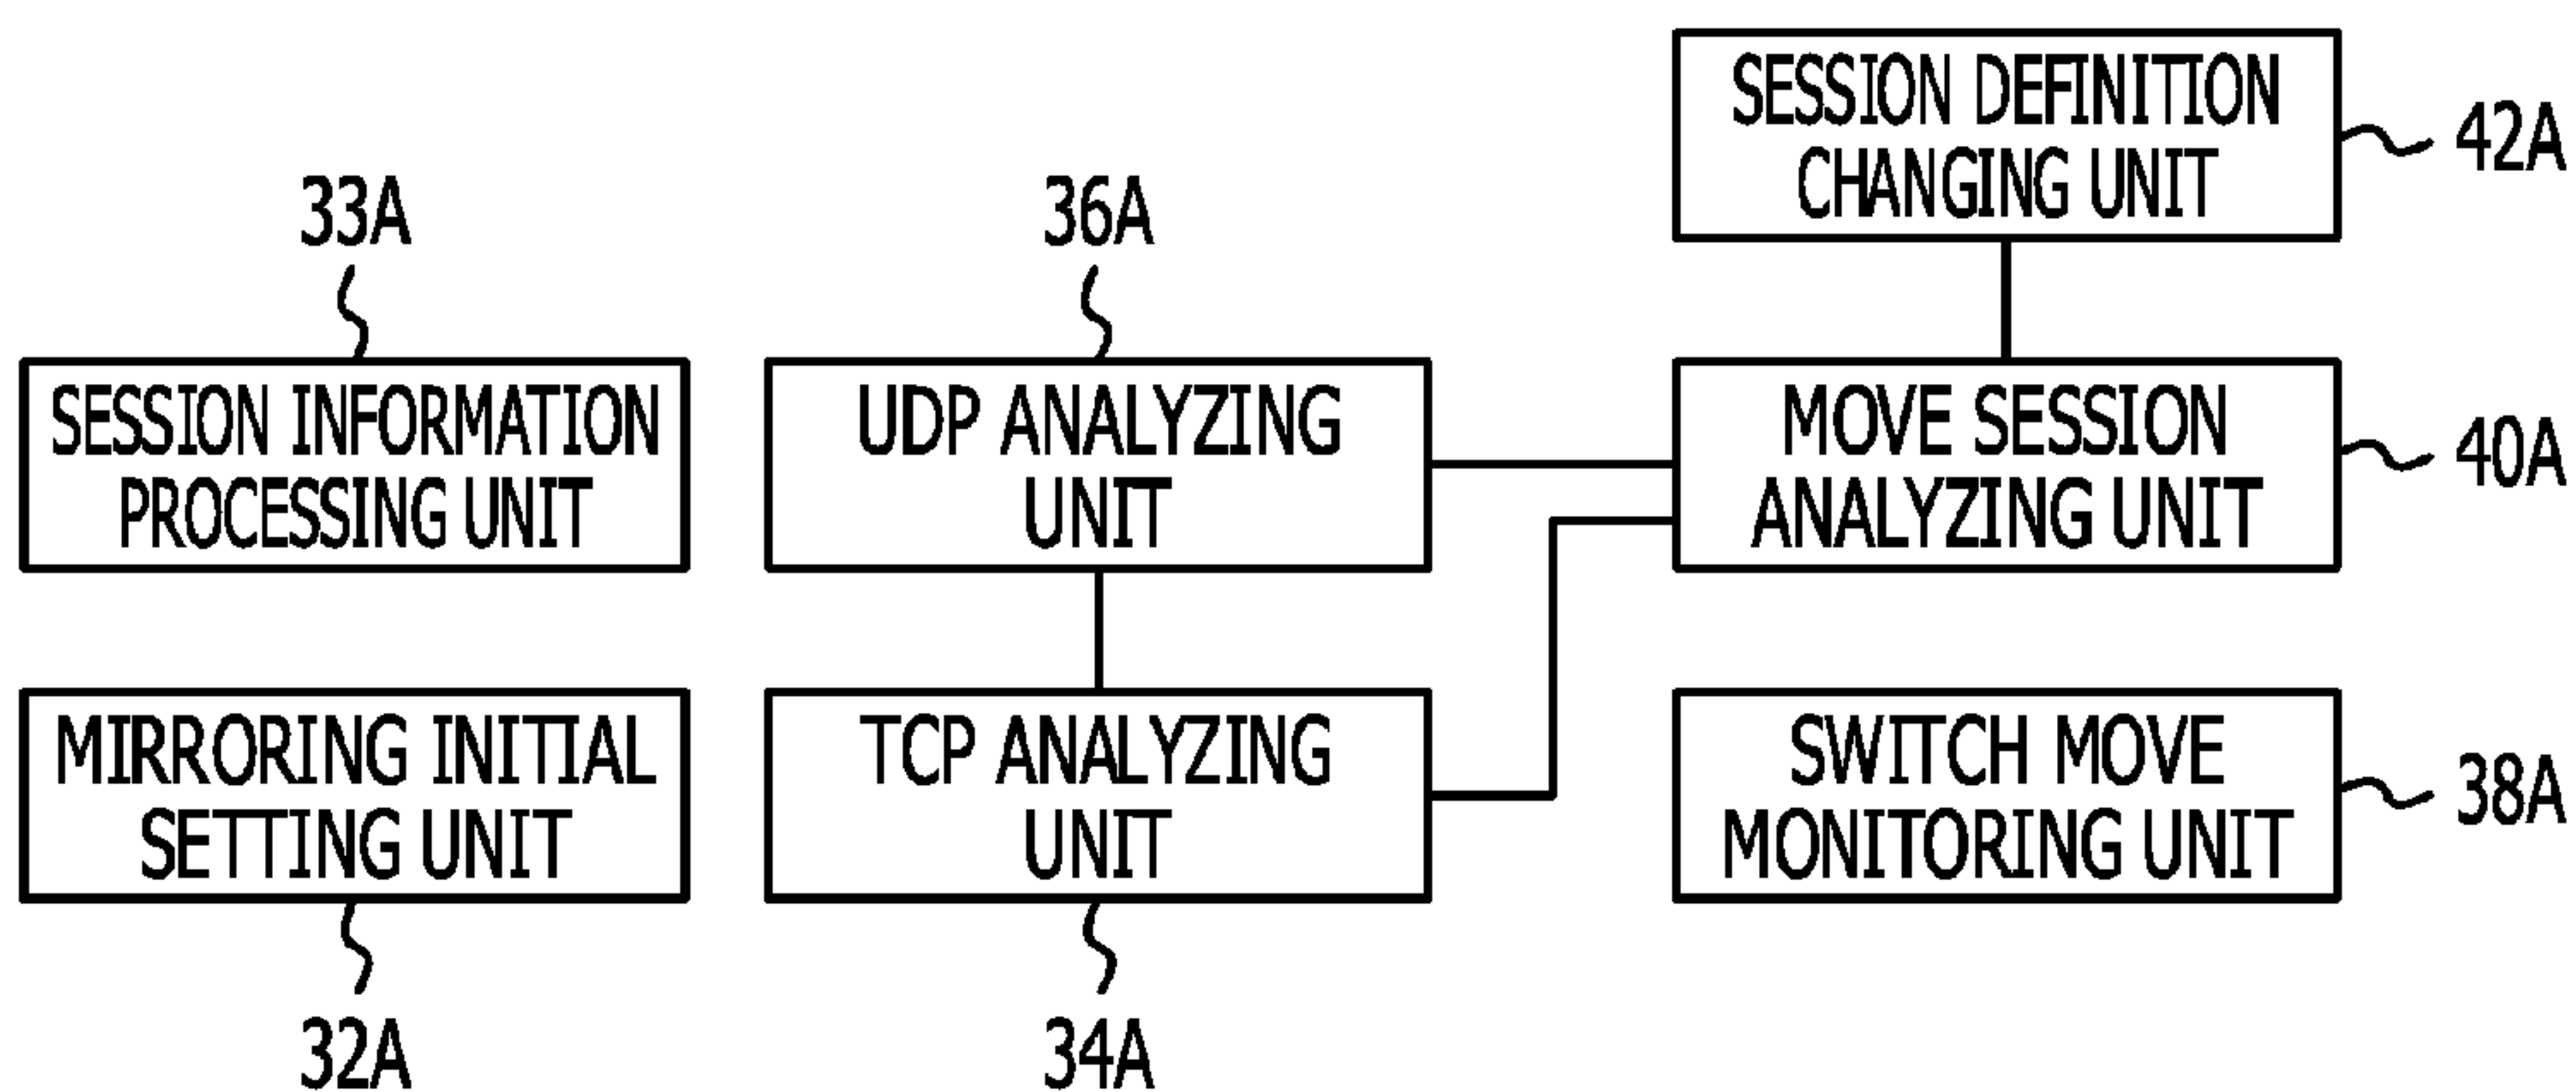 SESSION DEFINITION
CHANGING UNIT
42A
33A
36A
SESSION INFORMATION
PROCESSING UNIT
UDP ANALYZING
UNIT
MOVE SESSION
ANALYZING UNIT
40A
MIRRORING INITIAL
SETTING UNIT
TCP ANALYZING
UNIT
SWITCH MOVE
MONITORING UNIT
38A
32A
34A